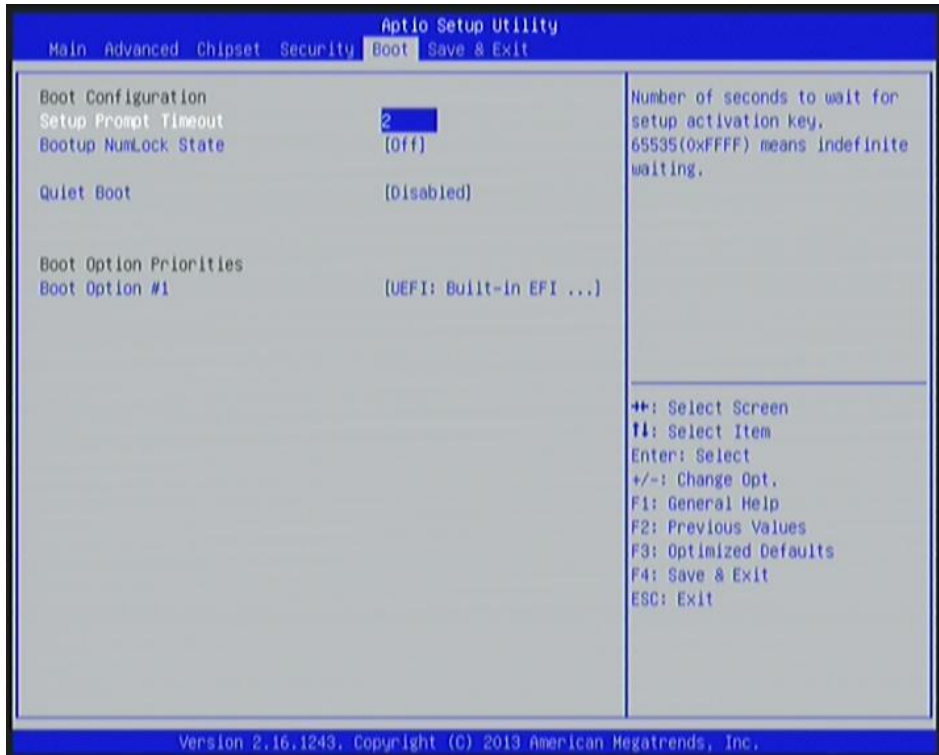 Aptio Setup Utility
Main Advanced Chipset Security Boot Save & Exit
Boot Configuration
Setup Prompt Timeout 2
Bootup NumLock State [Off]
Quiet Boot [Disabled]
Boot Option Priorities
Boot Option #1 [UEFI: Built-in EFI ...]
Number of seconds to wait for
setup activation key.
65535(0xFFFF) means indefinite
waiting.
→←: Select Screen
↑↓: Select Item
Enter: Select
+/-: Change Opt.
F1: General Help
F2: Previous Values
F3: Optimized Defaults
F4: Save & Exit
ESC: Exit
Version 2.16.1243. Copyright (C) 2013 American Megatrends, Inc.